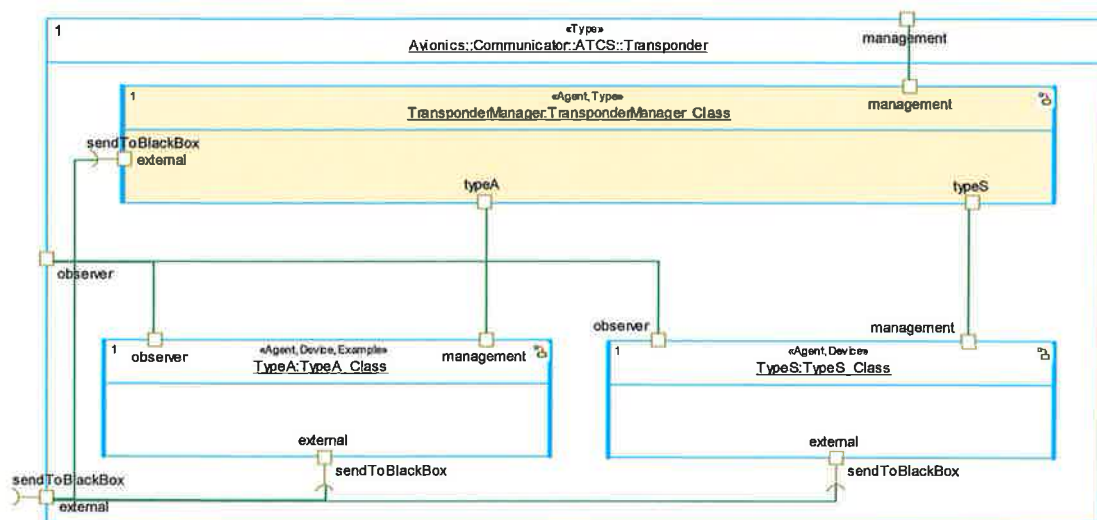 1
«Type»
Avionics::Communicator::ATCS::Transponder
management
1
«Agent, Type»
TransponderManager:TransponderManager_Class
management
sendToBlackBox
external
typeA
typeS
observer
observer
management
1
«Agent, Device, Example»
TypeA:TypeA_Class
observer
management
1
«Agent, Device»
TypeS:TypeS_Class
external
sendToBlackBox
external
sendToBlackBox
sendToBlackBox
external